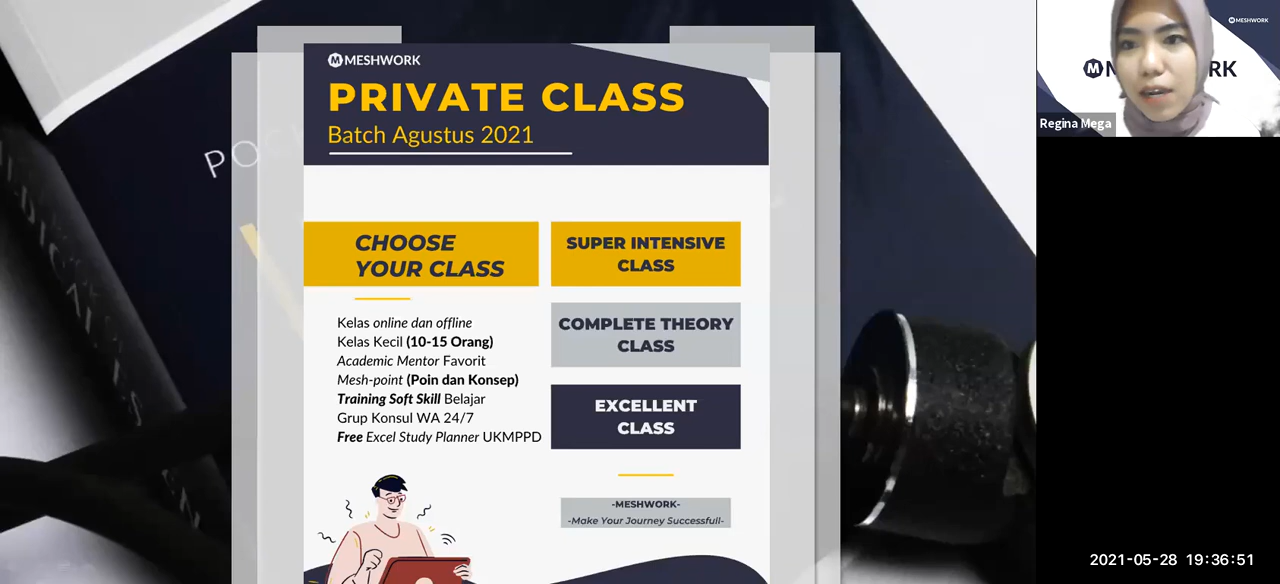 MESHWORK
PRIVATE CLASS
Batch Agustus 2021
CHOOSE
YOUR CLASS
Kelas online dan offline
Kelas Kecil (10-15 Orang)
Academic Mentor Favorit
Mesh-point (Poin dan Konsep)
Training Soft Skill Belajar
Grup Konsul WA 24/7
Free Excel Study Planner UKMPPD
SUPER INTENSIVE
CLASS
COMPLETE THEORY
CLASS
EXCELLENT
CLASS
-MESHWORK-
-Make Your Journey Successfull-
MESHWORK
RK
Regina Mega
2021-05-28 19:36:51